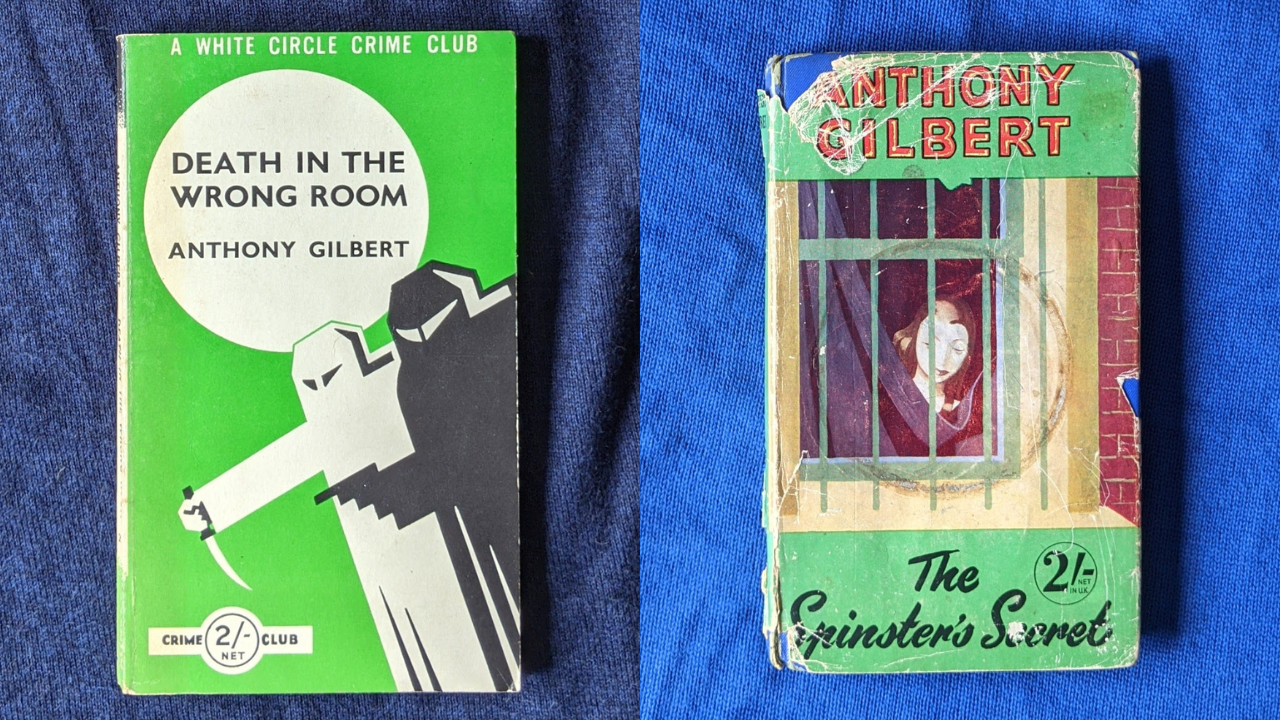 A WHITE CIRCLE CRIME CLUB
DEATH IN THE
WRONG ROOM
ANTHONY GILBERT
CRIME 2/- CLUB
NET
ANTHONY
GILBERT
The
2/-
NET
IN U.K.
Spinster's Secret